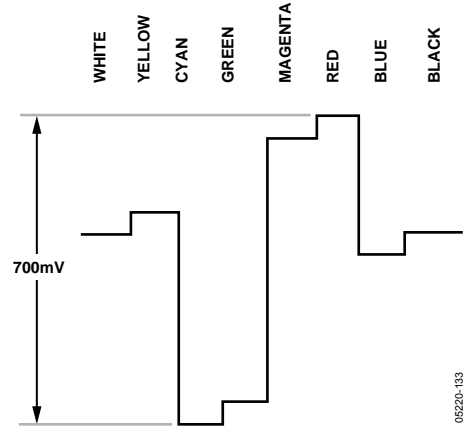 WHITE
YELLOW
CYAN
GREEN
MAGENTA
RED
BLUE
BLACK
700mV
05220-133